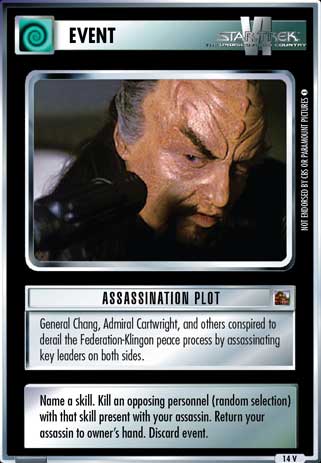 EVENT
STAR TREK
VI
THE UNDISCOVERED COUNTRY
NOT ENDORSED BY CBS OR PARAMOUNT PICTURES
ASSASSINATION PLOT
General Chang, Admiral Cartwright, and others conspired to
derail the Federation-Klingon peace process by assassinating
key leaders on both sides.
Name a skill. Kill an opposing personnel (random selection)
with that skill present with your assassin. Return your
assassin to owner's hand. Discard event.
14 V